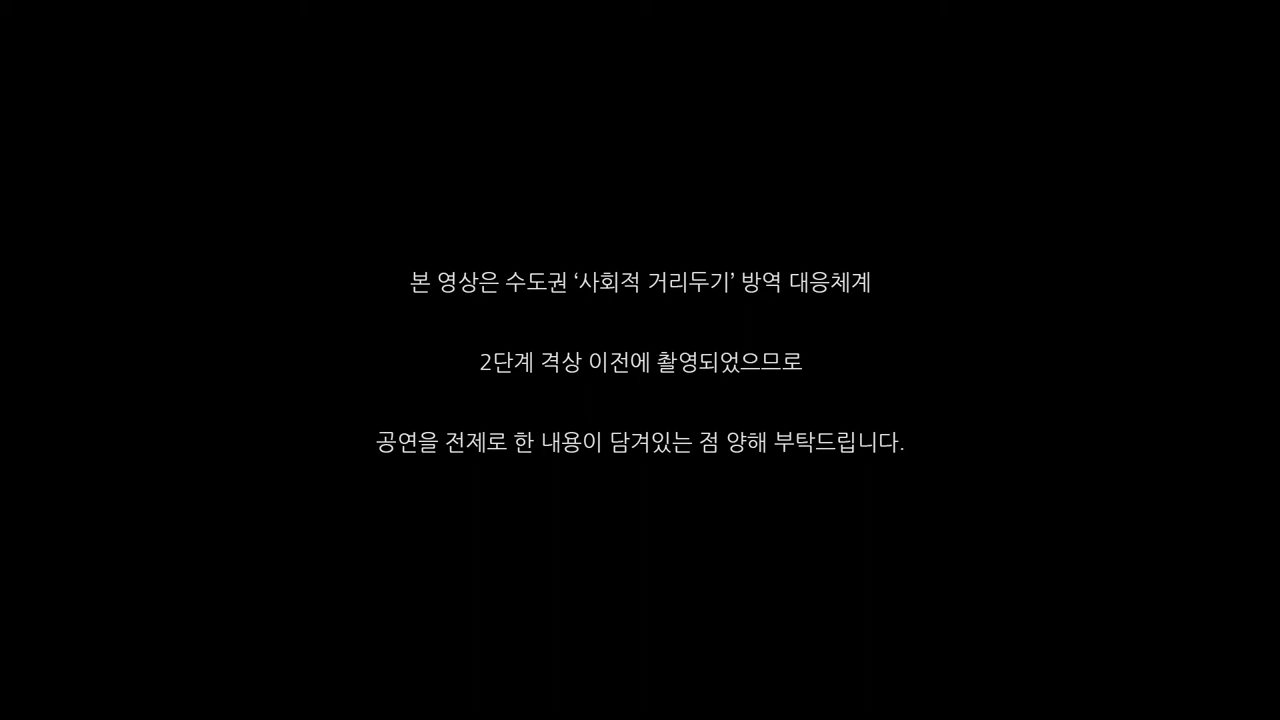 본 영상은 수도권 ‘사회적 거리두기’ 방역 대응체계
2단계 격상 이전에 촬영되었으므로
공연을 전제로 한 내용이 담겨있는 점 양해 부탁드립니다.